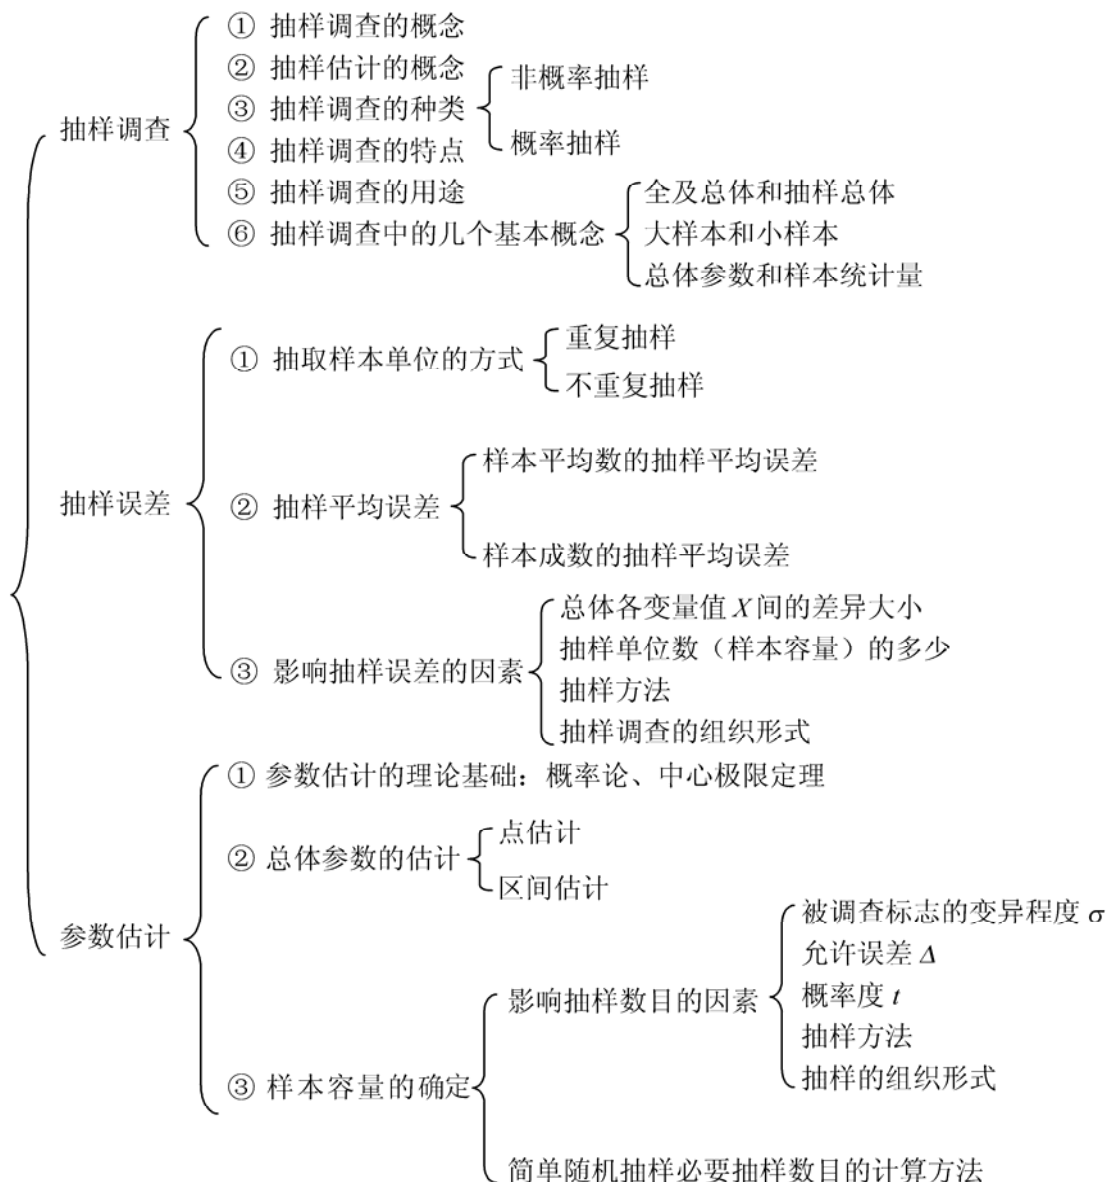 抽样调查
① 抽样调查的概念
② 抽样估计的概念
③ 抽样调查的种类
非概率抽样
概率抽样
④ 抽样调查的特点
⑤ 抽样调查的用途
⑥ 抽样调查中的几个基本概念
全及总体和抽样总体
大样本和小样本
总体参数和样本统计量
抽样误差
① 抽取样本单位的方式
重复抽样
不重复抽样
② 抽样平均误差
样本平均数的抽样平均误差
样本成数的抽样平均误差
③ 影响抽样误差的因素
总体各变量值 X 间的差异大小
抽样单位数（样本容量）的多少
抽样方法
抽样调查的组织形式
参数估计
① 参数估计的理论基础：概率论、中心极限定理
② 总体参数的估计
点估计
区间估计
③ 样本容量的确定
影响抽样数目的因素
被调查标志的变异程度 σ
允许误差 Δ
概率度 t
抽样方法
抽样的组织形式
简单随机抽样必要抽样数目的计算方法